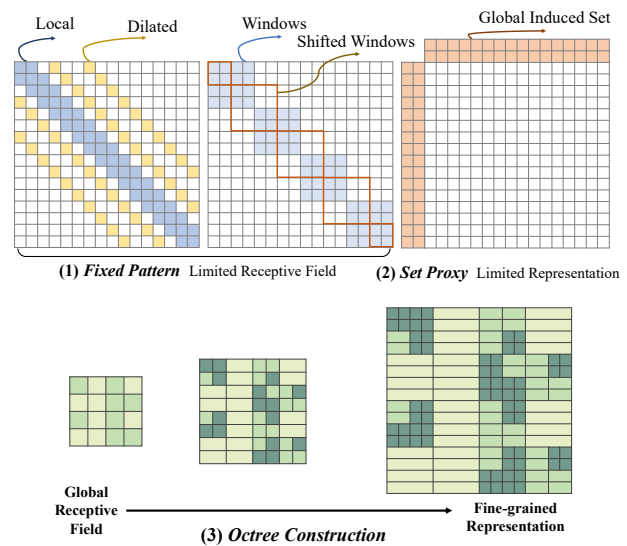 Local
Dilated
Windows
Shifted Windows
Global Induced Set
(1) Fixed Pattern Limited Receptive Field
(2) Set Proxy Limited Representation
Global
Receptive
Field
Fine-grained
Representation
(3) Octree Construction